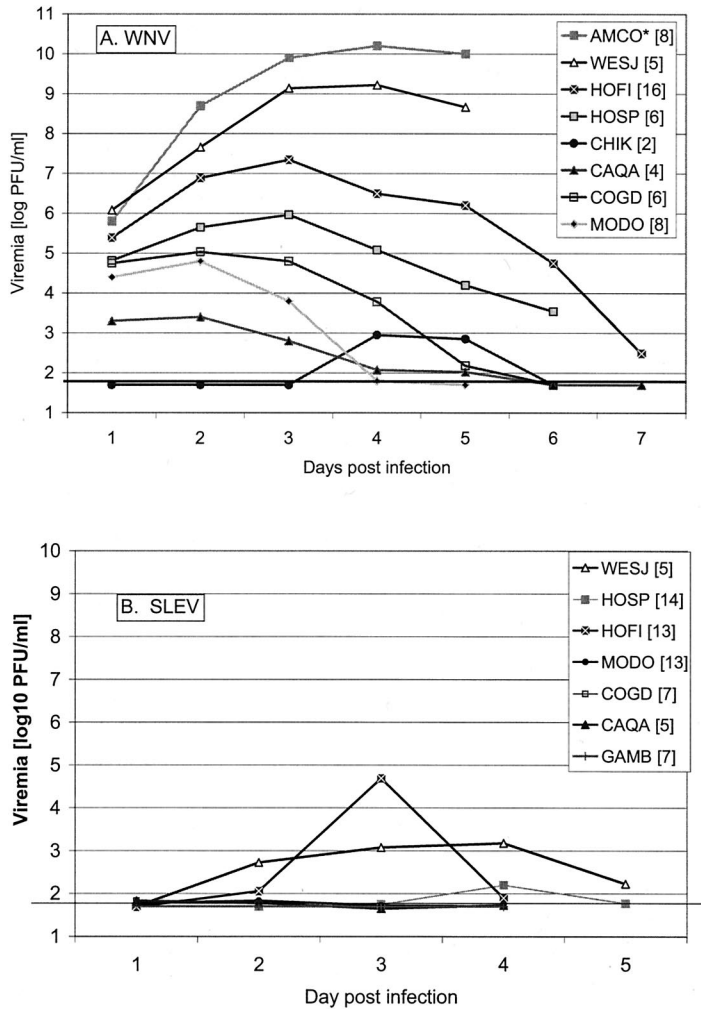 11
10
9
8
7
6
5
4
3
2
1
Viremia [log PFU/ml]
A. WNV
AMCO* [8]
WESJ [5]
HOFI [16]
HOSP [6]
CHIK [2]
CAQA [4]
COGD [6]
MODO [8]
1 2 3 4 5 6 7
Days post infection
10
9
8
7
6
5
4
3
2
1
Viremia [log10 PFU/ml]
B. SLEV
WESJ [5]
HOSP [14]
HOFI [13]
MODO [13]
COGD [7]
CAQA [5]
GAMB [7]
1 2 3 4 5
Day post infection